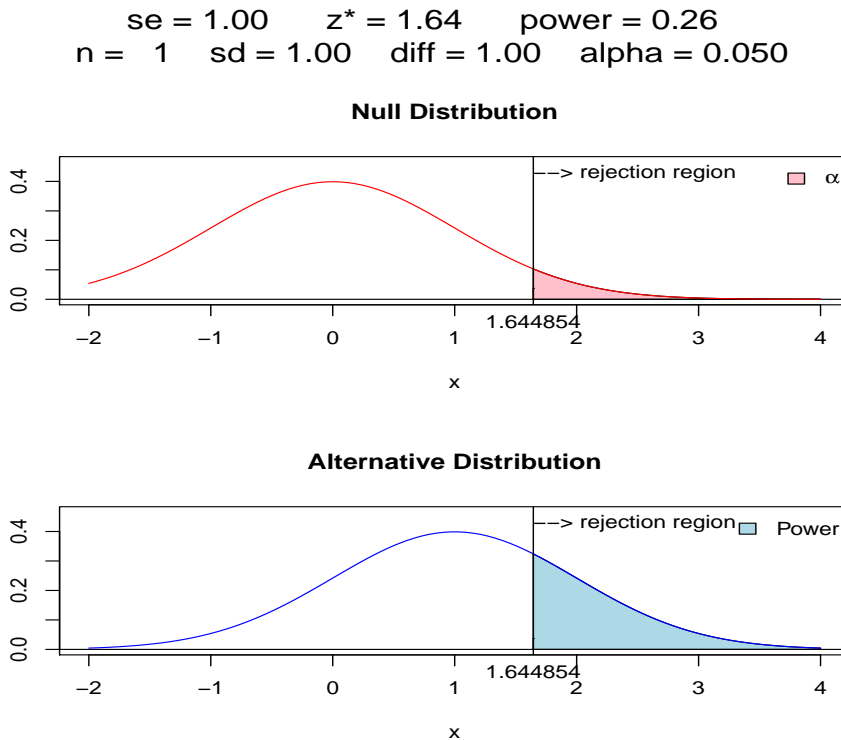 se = 1.00 z* = 1.64 power = 0.26
n = 1 sd = 1.00 diff = 1.00 alpha = 0.050
Null Distribution
--> rejection region α
0.4
0.2
0.0
1.644854
−2 −1 0 1 2 3 4
x
Alternative Distribution
--> rejection region Power
0.4
0.2
0.0
1.644854
−2 −1 0 1 2 3 4
x